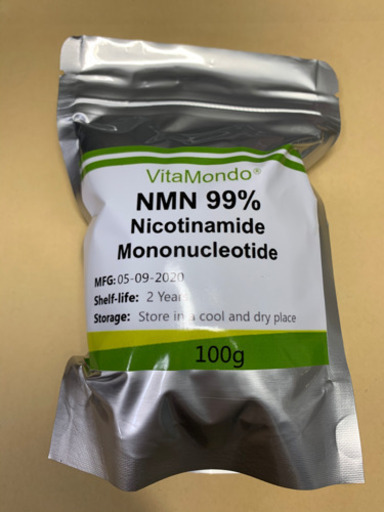 VitaMondo®
NMN 99%
Nicotinamide
Mononucleotide
MFG: 05-09-2020
Shelf-life: 2 Years
Storage: Store in a cool and dry place
100g